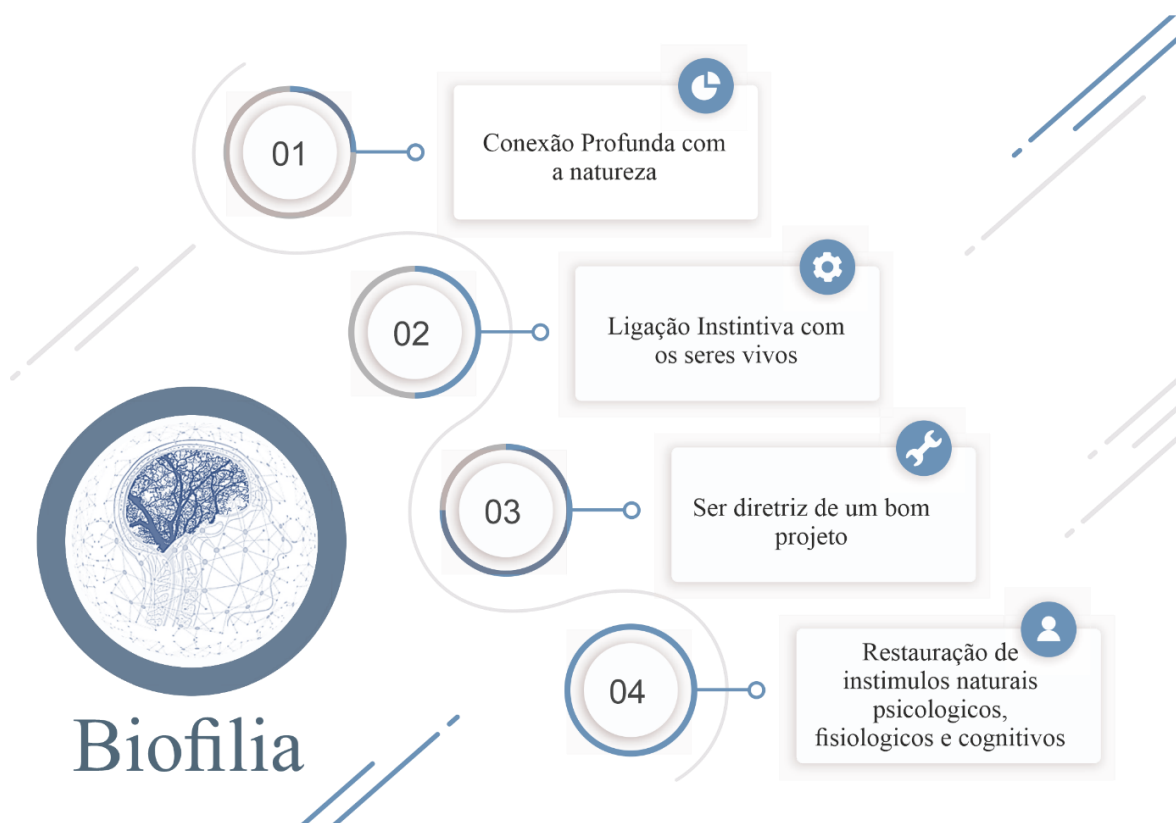 01
Conexão Profunda com
a natureza
02
Ligação Instintiva com
os seres vivos
03
Ser diretriz de um bom
projeto
04
Restauração de
instimulos naturais
psicologicos,
fisiologicos e cognitivos
Biofilia